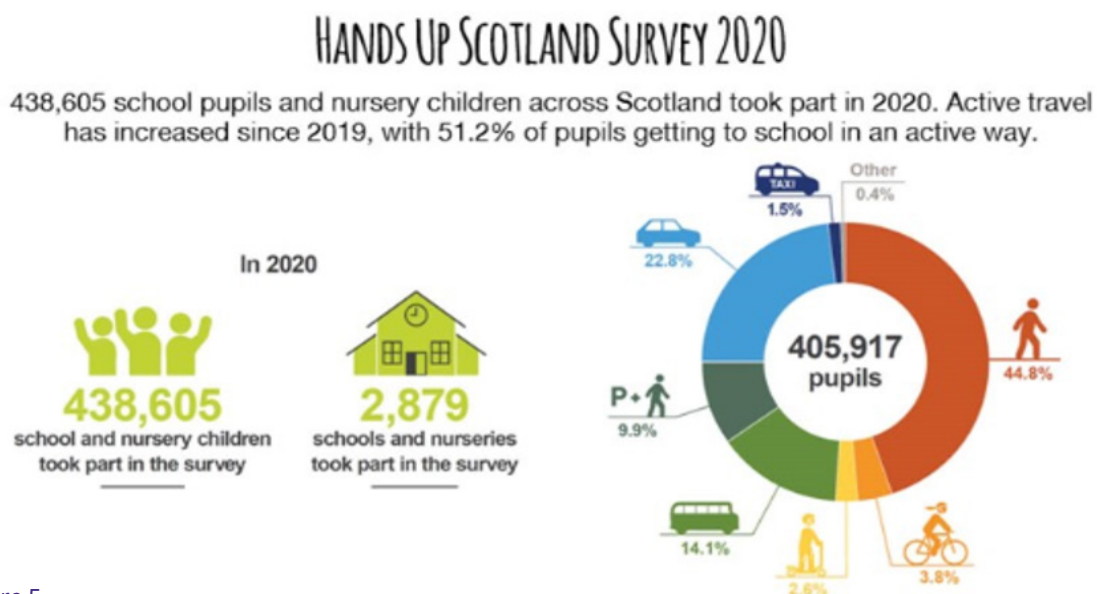 HANDS UP SCOTLAND SURVEY 2020
438,605 school pupils and nursery children across Scotland took part in 2020. Active travel
has increased since 2019, with 51.2% of pupils getting to school in an active way.
In 2020
438,605
school and nursery children
took part in the survey
2,879
schools and nurseries
took part in the survey
TAXI
1.5%
Other
0.4%
22.8%
405,917
pupils
44.8%
P+
9.9%
14.1%
2.6%
3.8%